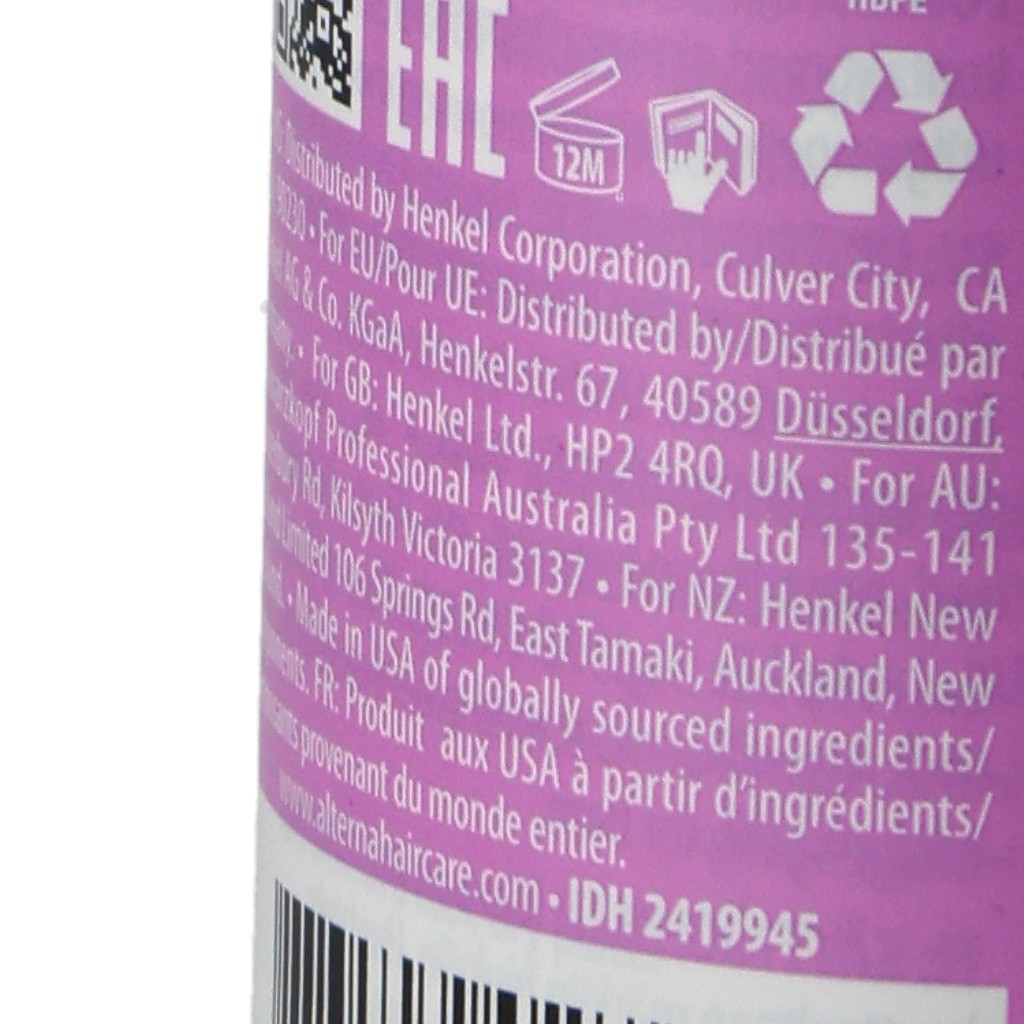 HDPE
EAC
12M
Distributed by Henkel Corporation, Culver City, CA
90230 • For EU/Pour UE: Distributed by/Distribué par
AG & Co. KGaA, Henkelstr. 67, 40589 Düsseldorf,
• For GB: Henkel Ltd., HP2 4RQ, UK • For AU:
Professional Australia Pty Ltd 135-141
Rd, Kilsyth Victoria 3137 • For NZ: Henkel New
Limited 106 Springs Rd, East Tamaki, Auckland, New
• Made in USA of globally sourced ingredients/
FR: Produit aux USA à partir d'ingrédients/
provenant du monde entier.
www.alternahaircare.com • IDH 2419945